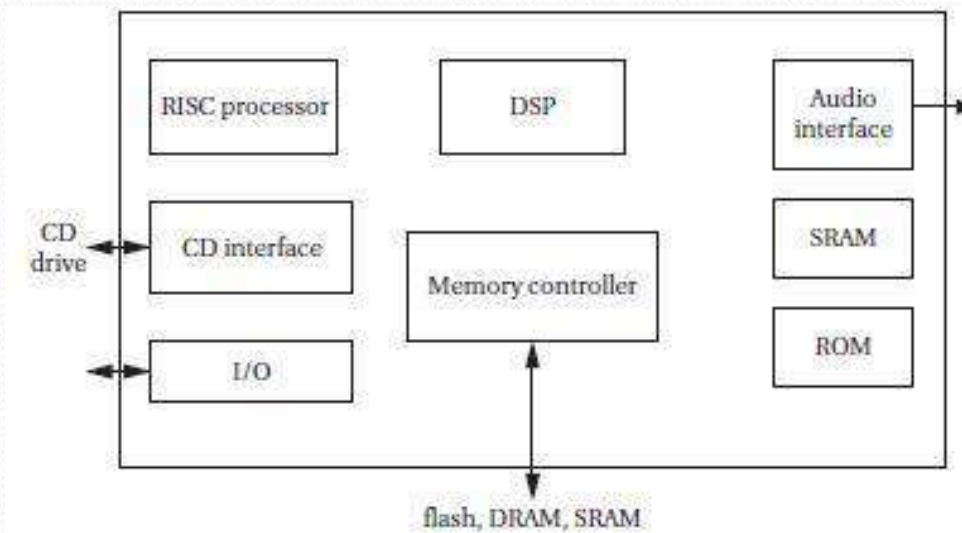 RISC processor
DSP
Audio
interface
CD
drive
CD interface
SRAM
Memory controller
I/O
ROM
flash, DRAM, SRAM